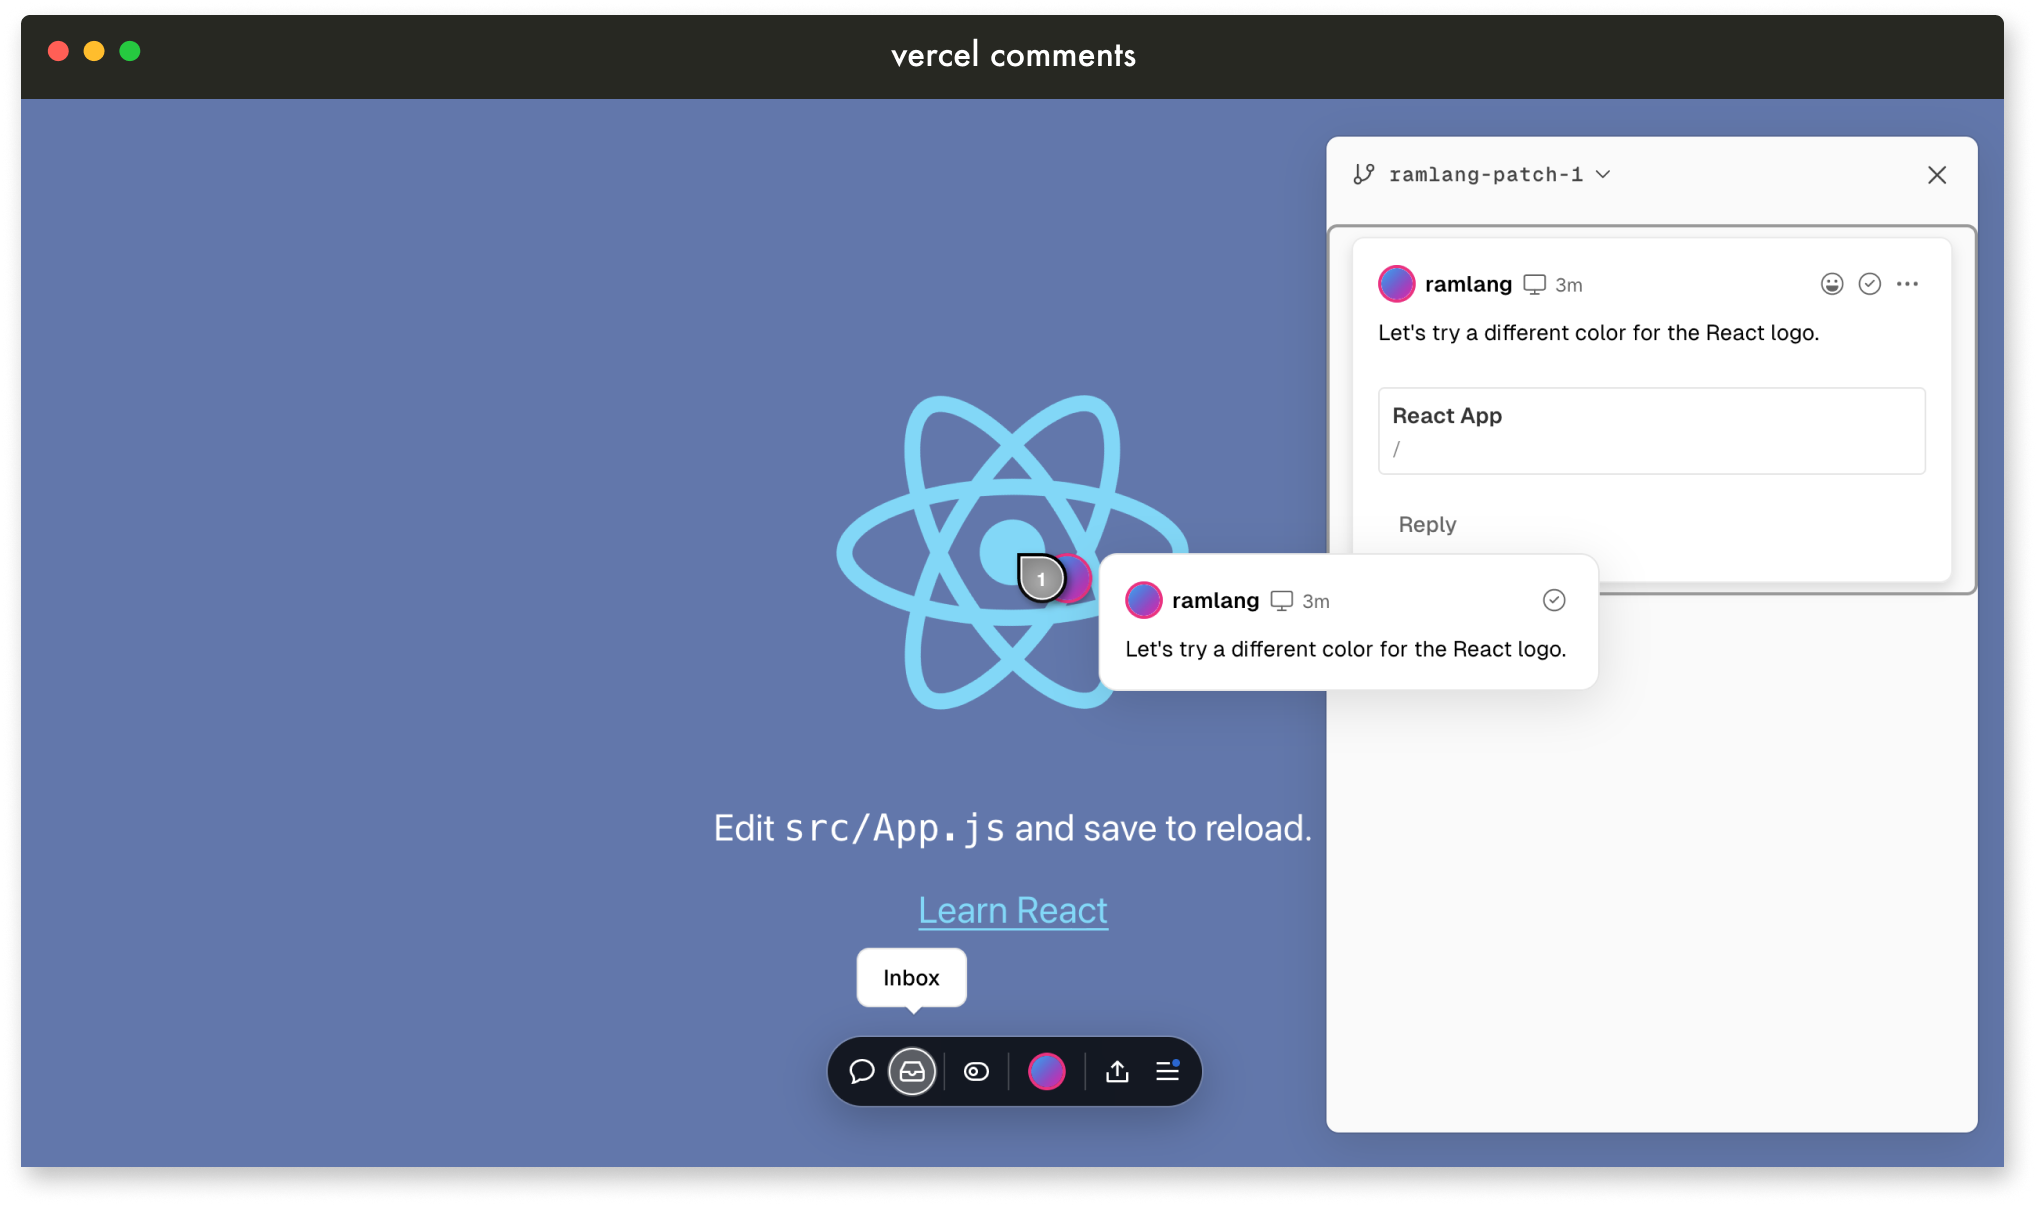 vercel comments
ramlang-patch-1
ramlang 3m
Let's try a different color for the React logo.
React App
/
Reply
1
ramlang 3m
Let's try a different color for the React logo.
Edit src/App.js and save to reload.
Learn React
Inbox